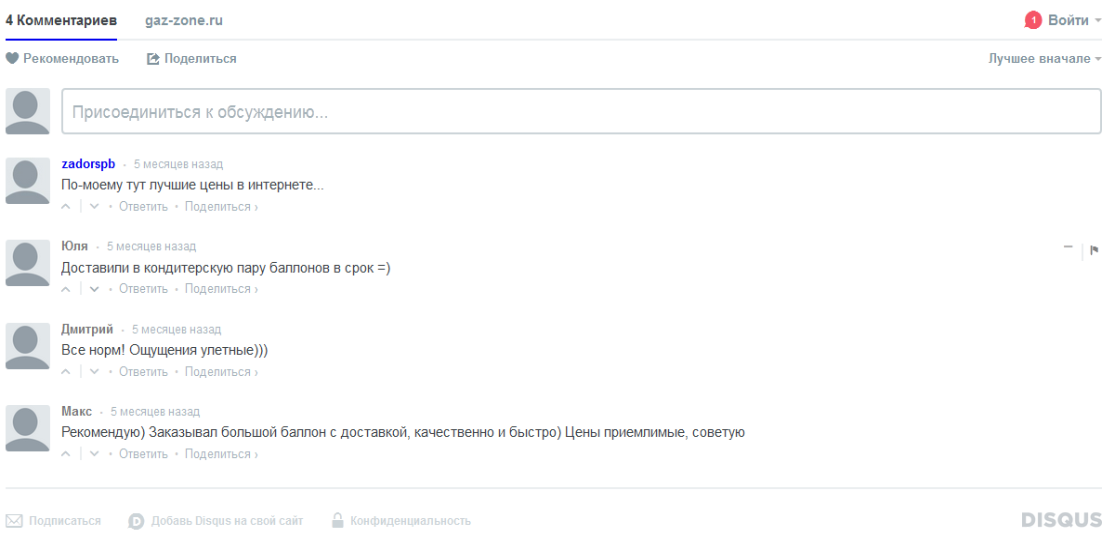 4 Комментариев gaz-zone.ru 1 Войти
Рекомендовать Поделиться Лучшее вначале
Присоединиться к обсуждению...
zadorspb • 5 месяцев назад
По-моему тут лучшие цены в интернете...
• Ответить • Поделиться ›
Юля • 5 месяцев назад
Доставили в кондитерскую пару баллонов в срок =)
• Ответить • Поделиться ›
Дмитрий • 5 месяцев назад
Все норм! Ощущения улетные)))
• Ответить • Поделиться ›
Макс • 5 месяцев назад
Рекомендую) Заказывал большой баллон с доставкой, качественно и быстро) Цены приемлимые, советую
• Ответить • Поделиться ›
Подписаться D Добавь Disqus на свой сайт Конфиденциальность DISQUS